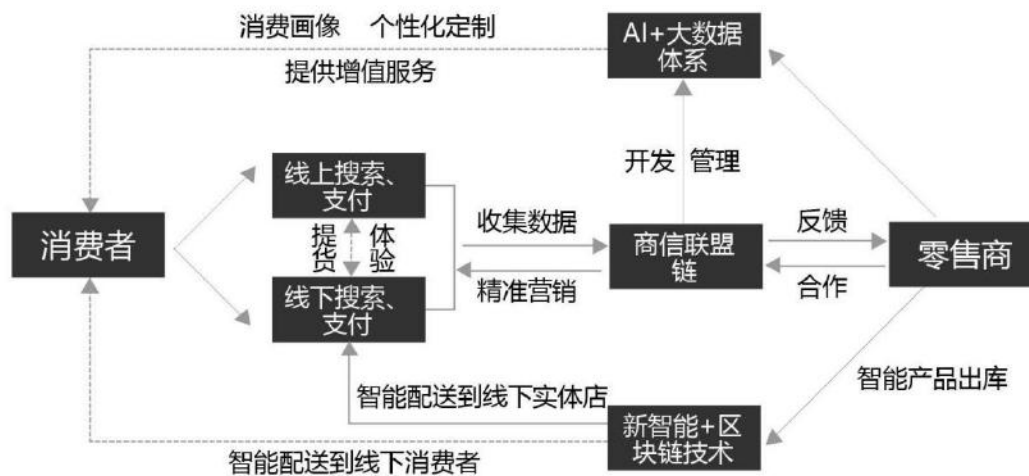 消费画像 个性化定制
提供增值服务
AI+大数据
体系
开发 管理
线上搜索、
支付
提货
体验
线下搜索、
支付
消费者
收集数据
精准营销
商信联盟
链
反馈
合作
零售商
智能产品出库
智能配送到线下实体店
新智能+区
块链技术
智能配送到线下消费者